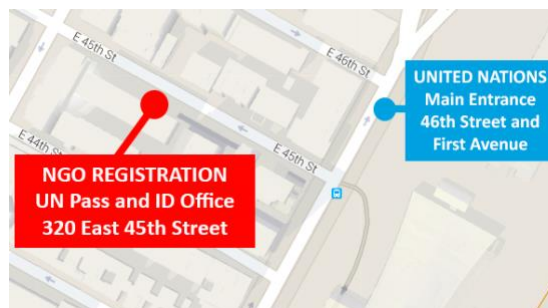 E 45th St
E 46th St
UNITED NATIONS
Main Entrance
46th Street and
First Avenue
E 44th St
E 45th St
NGO REGISTRATION
UN Pass and ID Office
320 East 45th Street